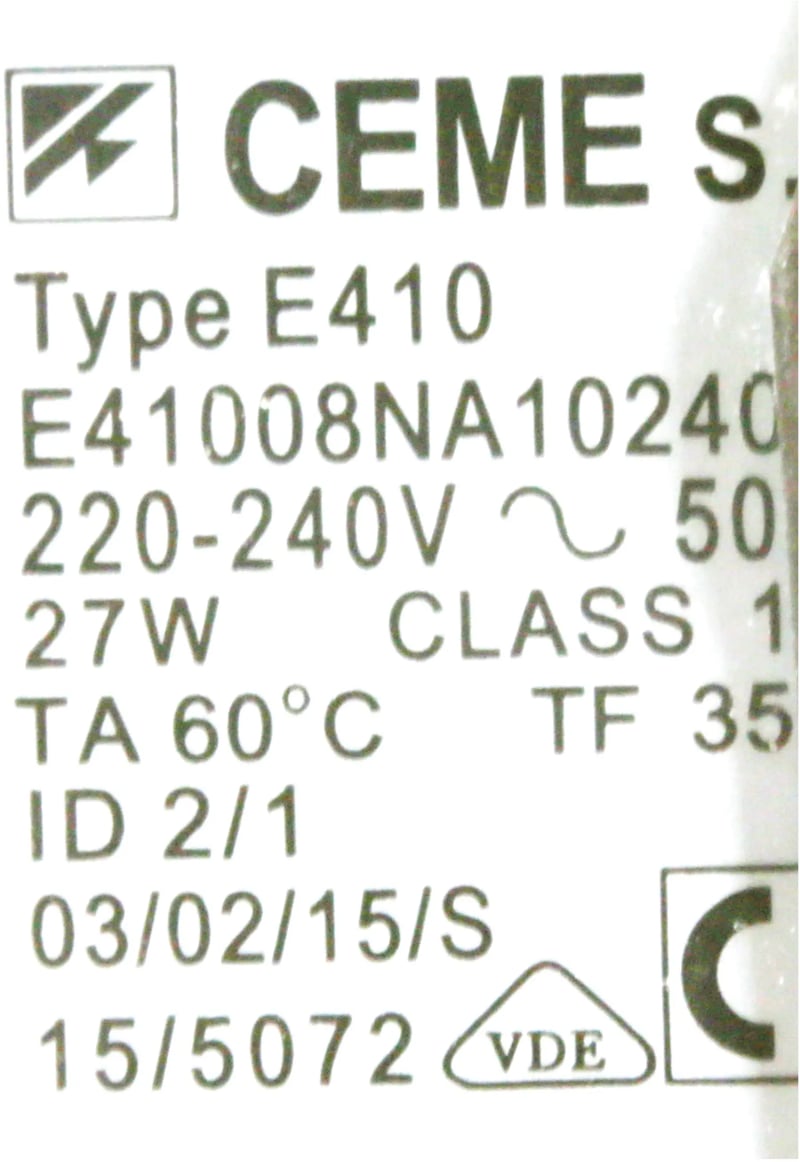 CEME s.
Type E410
E41008NA10240
220-240V ~ 50
27W CLASS 1
TA 60°C TF 35
ID 2/1
03/02/15/S
15/5072 VDE C